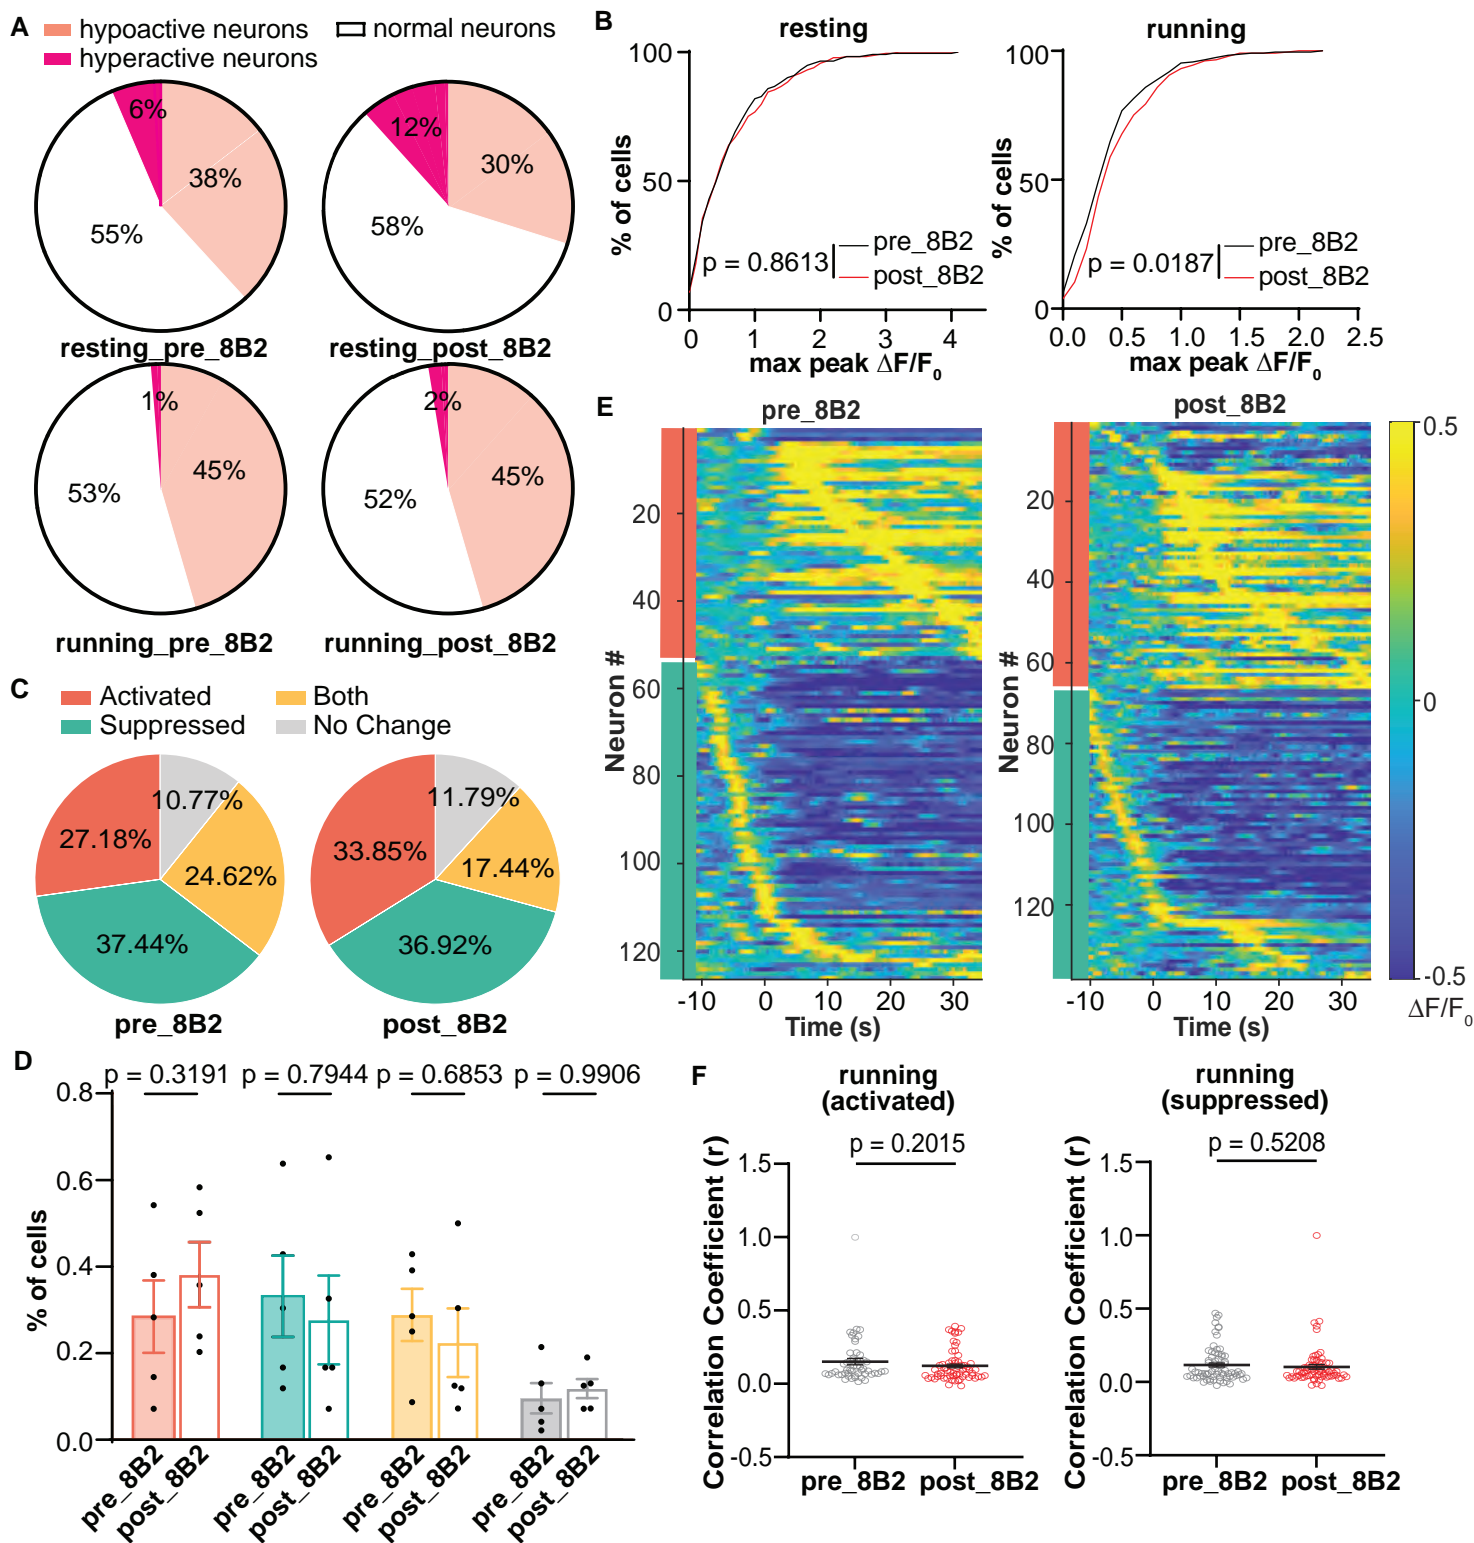 A
hypoactive neurons
normal neurons
hyperactive neurons
6%
38%
55%
resting_pre_8B2
12%
30%
58%
resting_post_8B2
1%
45%
53%
running_pre_8B2
2%
45%
52%
running_post_8B2
B
resting
% of cells
100
50
0
p = 0.8613
pre_8B2
post_8B2
0 1 2 3 4
max peak ΔF/F0
running
% of cells
100
50
0
p = 0.0187
pre_8B2
post_8B2
0.0 0.5 1.0 1.5 2.0 2.5
max peak ΔF/F0
C
Activated
Both
Suppressed
No Change
10.77%
27.18%
24.62%
37.44%
pre_8B2
11.79%
33.85%
17.44%
36.92%
post_8B2
D
p = 0.3191 p = 0.7944 p = 0.6853 p = 0.9906
% of cells
0.8
0.6
0.4
0.2
0.0
pre_8B2
post_8B2
pre_8B2
post_8B2
pre_8B2
post_8B2
pre_8B2
post_8B2
E
pre_8B2
Neuron #
20
40
60
80
100
120
-10 0 10 20 30
Time (s)
post_8B2
Neuron #
20
40
60
80
100
120
-10 0 10 20 30
Time (s)
0.5
0
-0.5
ΔF/F0
F
running
(activated)
p = 0.2015
Correlation Coefficient (r)
1.5
1.0
0.5
0.0
-0.5
pre_8B2 post_8B2
running
(suppressed)
p = 0.5208
Correlation Coefficient (r)
1.5
1.0
0.5
0.0
-0.5
pre_8B2 post_8B2